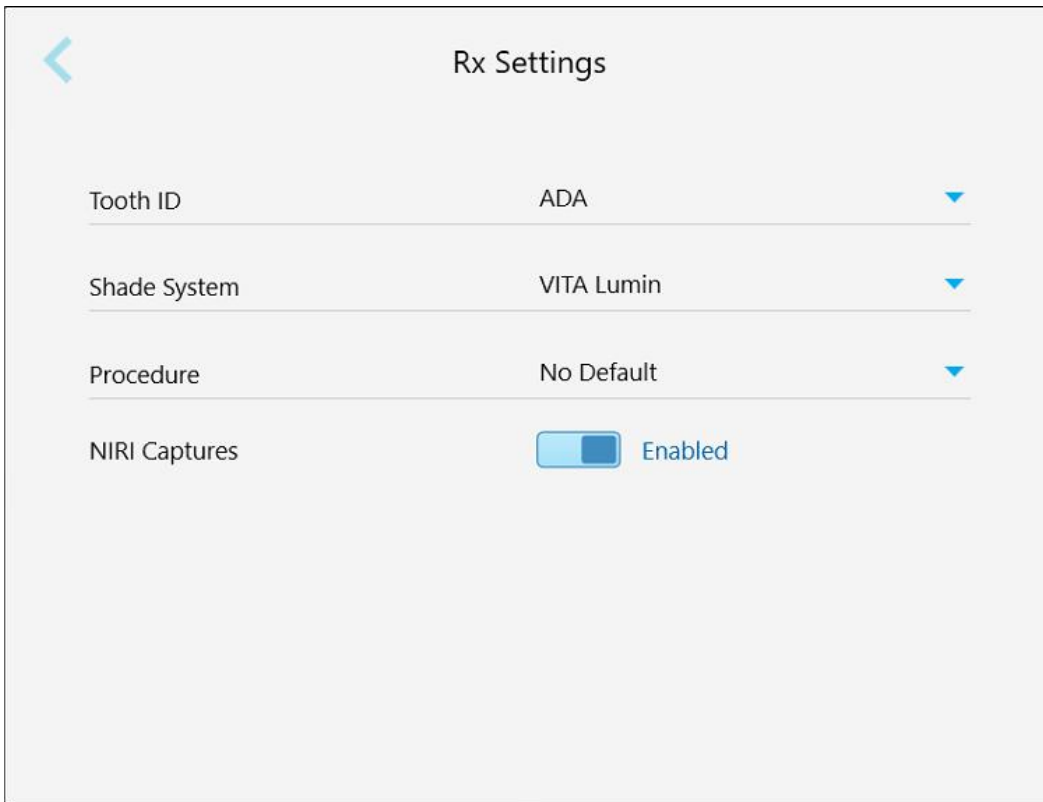 Rx Settings
Tooth ID ADA
Shade System VITA Lumin
Procedure No Default
NIRI Captures Enabled